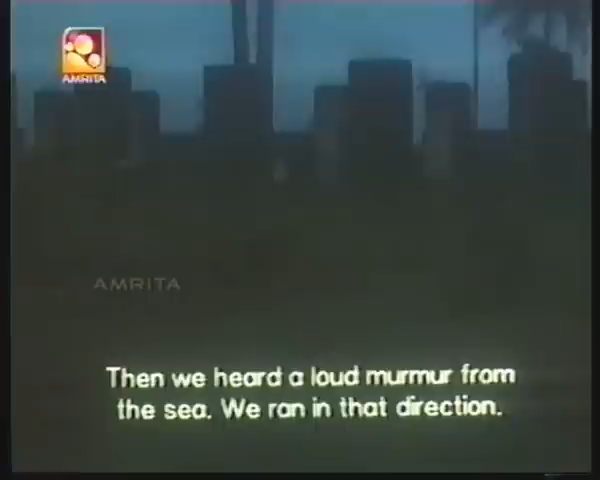 AMRITA
AMRITA
Then we heard a loud murmur from
the sea. We ran in that direction.